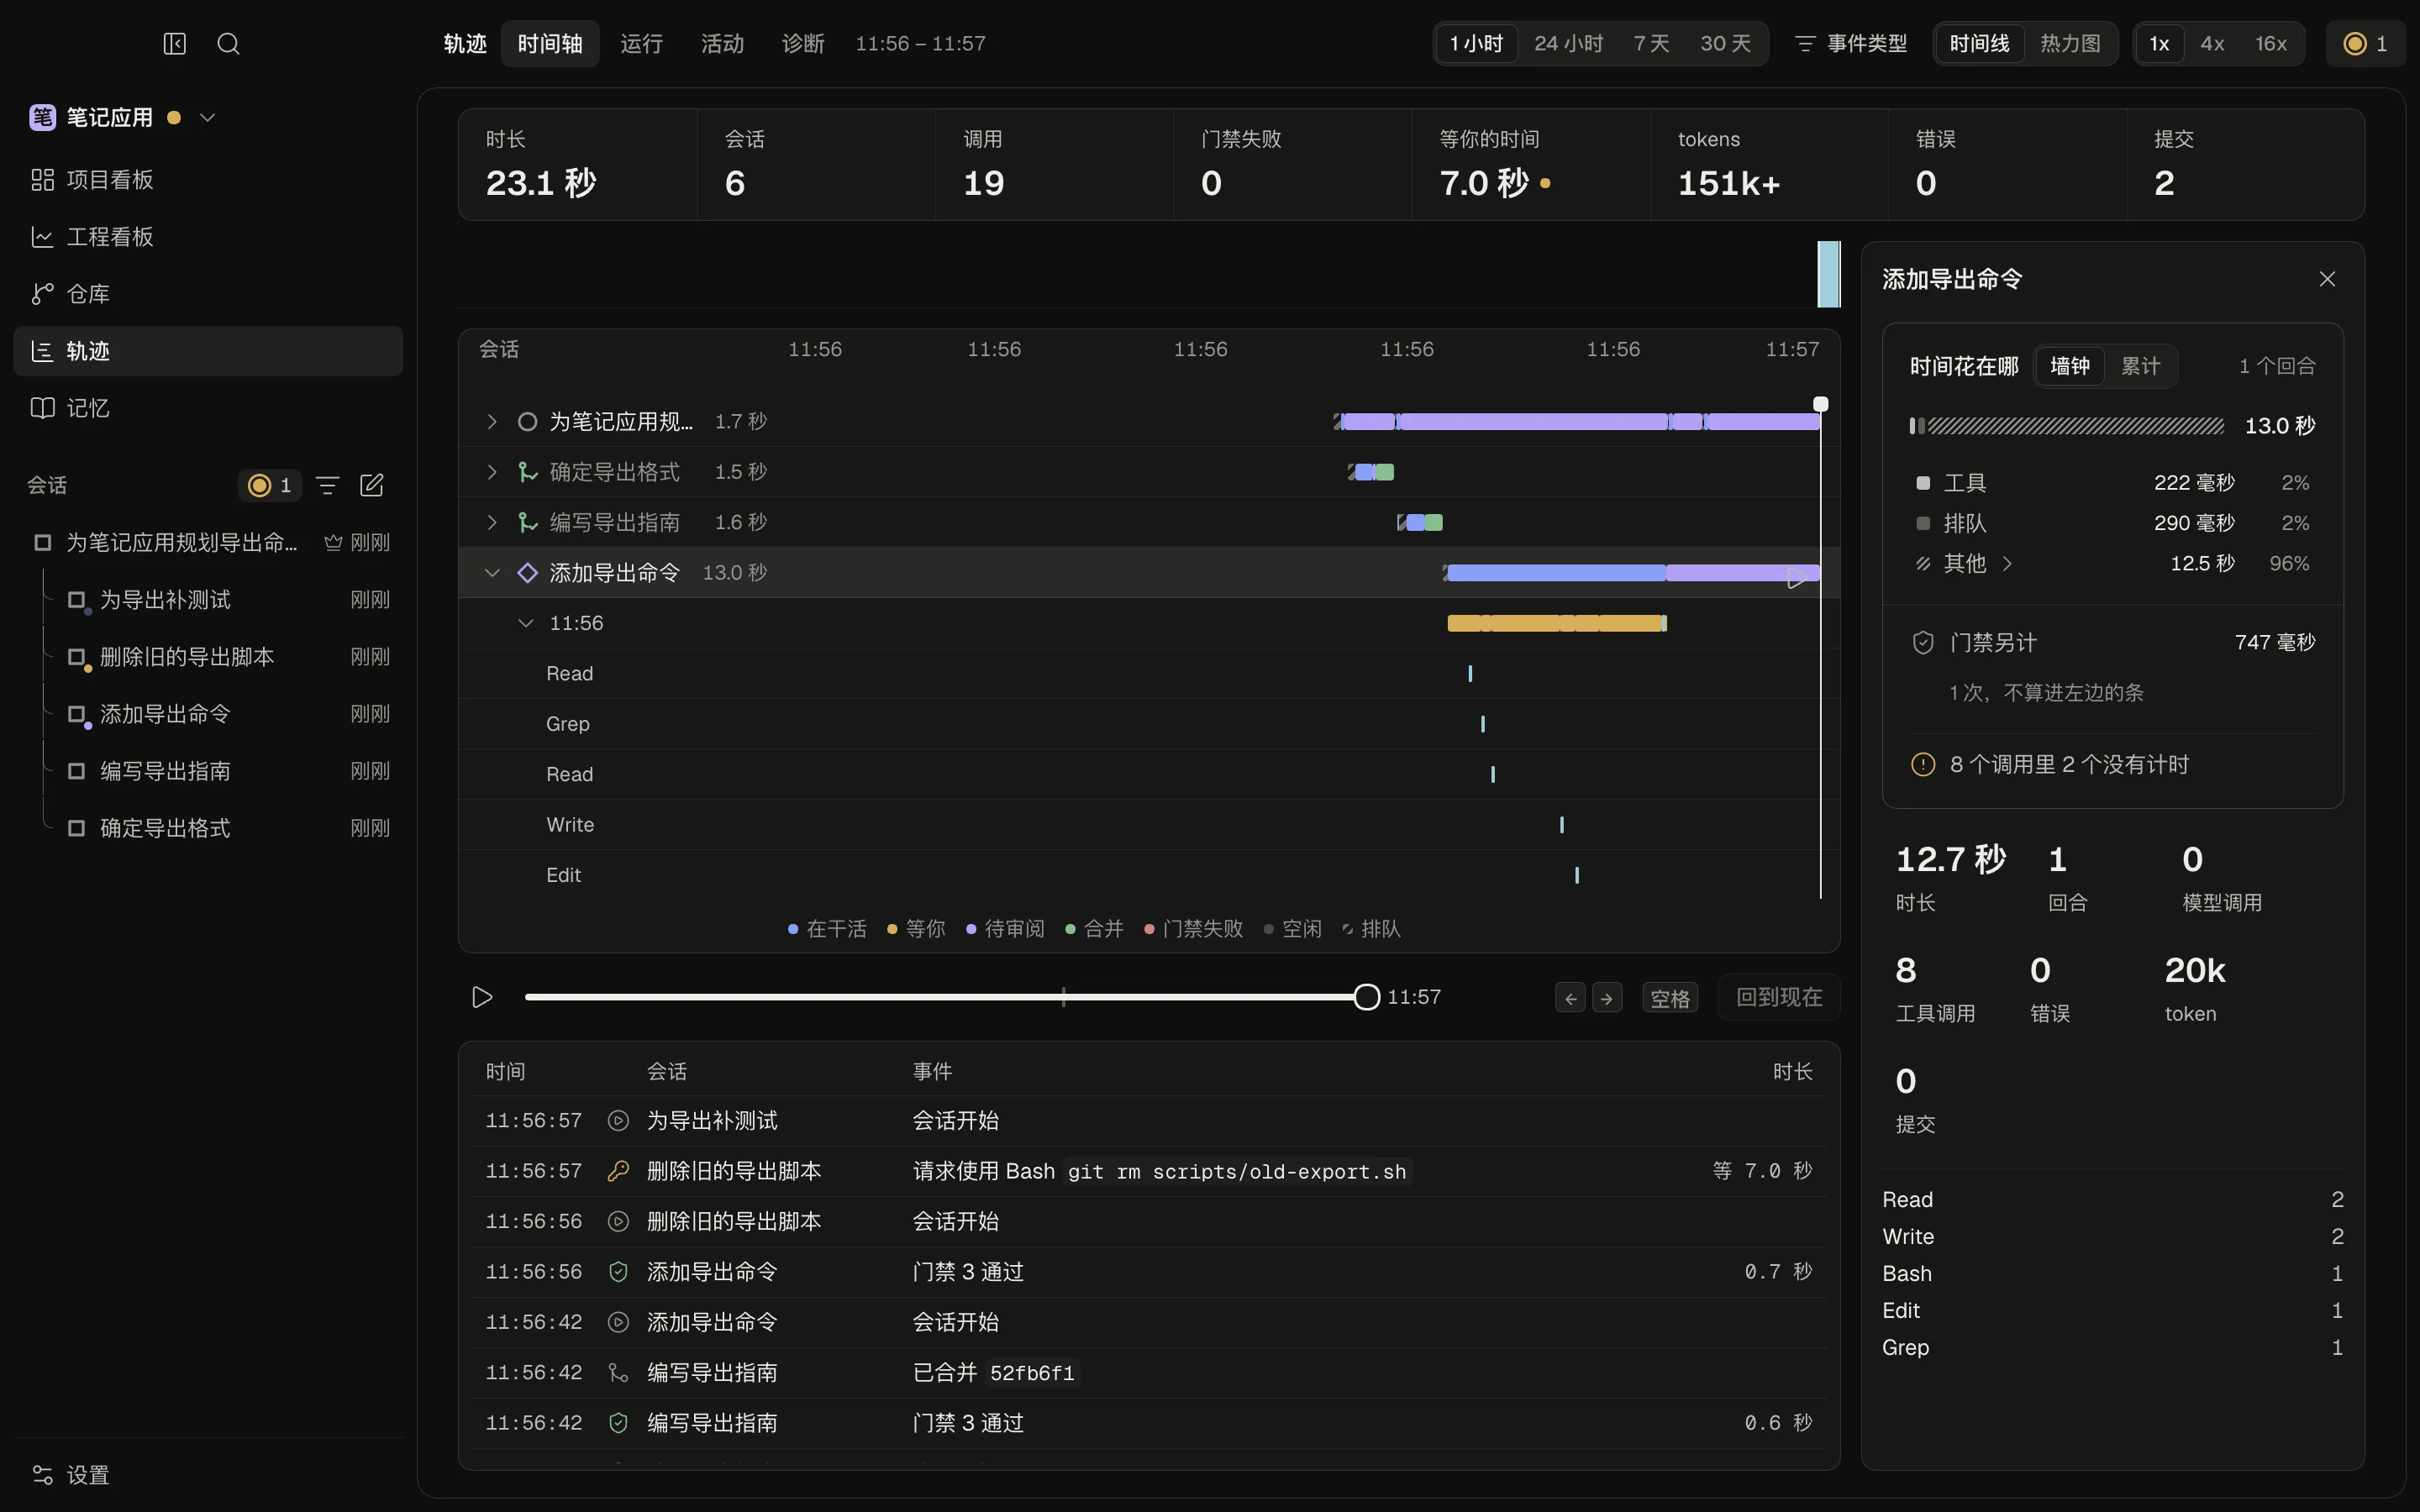 轨迹 时间轴 运行 活动 诊断 11:56 – 11:57 1 小时 24 小时 7 天 30 天 事件类型 时间线 热力图 1x 4x 16x 1
笔 笔记应用
项目看板
工程看板
仓库
轨迹
记忆
会话 1
为笔记应用规划导出命... 刚刚
为导出补测试 刚刚
删除旧的导出脚本 刚刚
添加导出命令 刚刚
编写导出指南 刚刚
确定导出格式 刚刚
设置
时长 会话 调用 门禁失败 等你的时间 tokens 错误 提交
23.1 秒 6 19 0 7.0 秒 151k+ 0 2
会话 11:56 11:56 11:56 11:56 11:56 11:57
为笔记应用规... 1.7 秒
确定导出格式 1.5 秒
编写导出指南 1.6 秒
添加导出命令 13.0 秒
11:56
Read
Grep
Read
Write
Edit
在干活 等你 待审阅 合并 门禁失败 空闲 排队
11:57 ← → 空格 回到现在
时间 会话 事件 时长
11:56:57 为导出补测试 会话开始
11:56:57 删除旧的导出脚本 请求使用 Bash git rm scripts/old-export.sh 等 7.0 秒
11:56:56 删除旧的导出脚本 会话开始
11:56:56 添加导出命令 门禁 3 通过 0.7 秒
11:56:42 添加导出命令 会话开始
11:56:42 编写导出指南 已合并 52fb6f1
11:56:42 编写导出指南 门禁 3 通过 0.6 秒
添加导出命令
时间花在哪 墙钟 累计 1 个回合
13.0 秒
工具 222 毫秒 2%
排队 290 毫秒 2%
其他 12.5 秒 96%
门禁另计 747 毫秒
1 次，不算进左边的条
8 个调用里 2 个没有计时
12.7 秒 1 0
时长 回合 模型调用
8 0 20k
工具调用 错误 token
0
提交
Read 2
Write 2
Bash 1
Edit 1
Grep 1